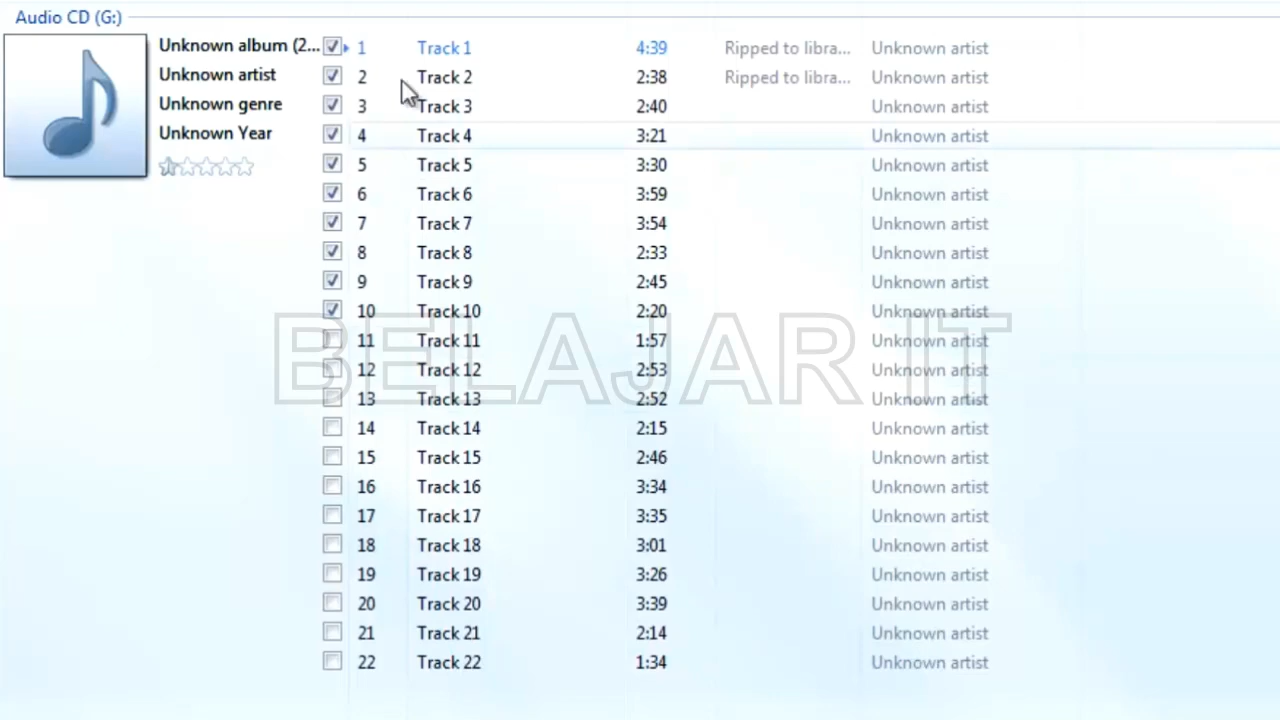 Audio CD (G:)
Unknown album (2...
Unknown artist
Unknown genre
Unknown Year
1 Track 1 4:39 Ripped to libra... Unknown artist
2 Track 2 2:38 Ripped to libra... Unknown artist
3 Track 3 2:40 Unknown artist
4 Track 4 3:21 Unknown artist
5 Track 5 3:30 Unknown artist
6 Track 6 3:59 Unknown artist
7 Track 7 3:54 Unknown artist
8 Track 8 2:33 Unknown artist
9 Track 9 2:45 Unknown artist
10 Track 10 2:20 Unknown artist
11 Track 11 1:57 Unknown artist
12 Track 12 2:53 Unknown artist
13 Track 13 2:52 Unknown artist
14 Track 14 2:15 Unknown artist
15 Track 15 2:46 Unknown artist
16 Track 16 3:34 Unknown artist
17 Track 17 3:35 Unknown artist
18 Track 18 3:01 Unknown artist
19 Track 19 3:26 Unknown artist
20 Track 20 3:39 Unknown artist
21 Track 21 2:14 Unknown artist
22 Track 22 1:34 Unknown artist
BELAJAR IT